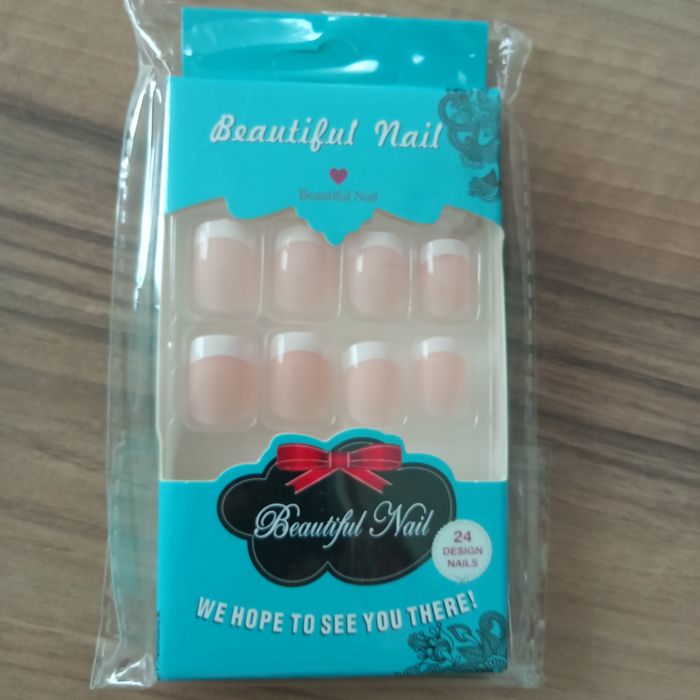 Beautiful Nail
Beautiful Nail
Beautiful Nail
24
DESIGN
NAILS
WE HOPE TO SEE YOU THERE!